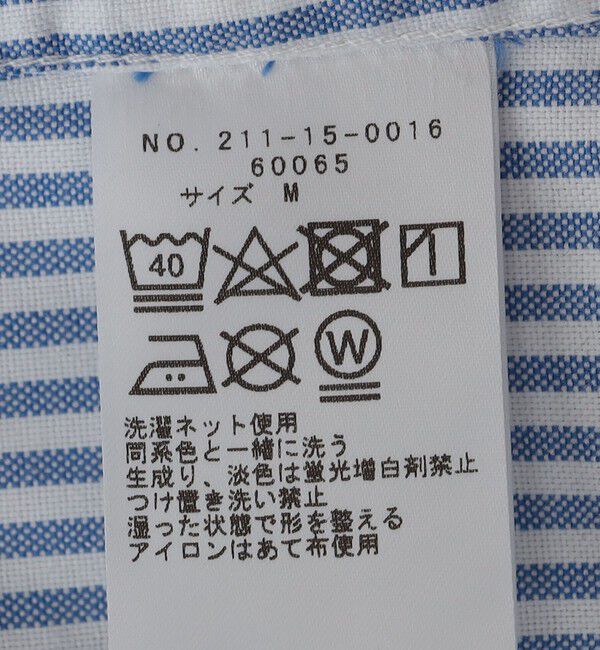 NO. 211-15-0016
60065
サイズ M
40
W
洗濯ネット使用
同系色と一緒に洗う
生成り、淡色は蛍光増白剤禁止
つけ置き洗い禁止
湿った状態で形を整える
アイロンはあて布使用